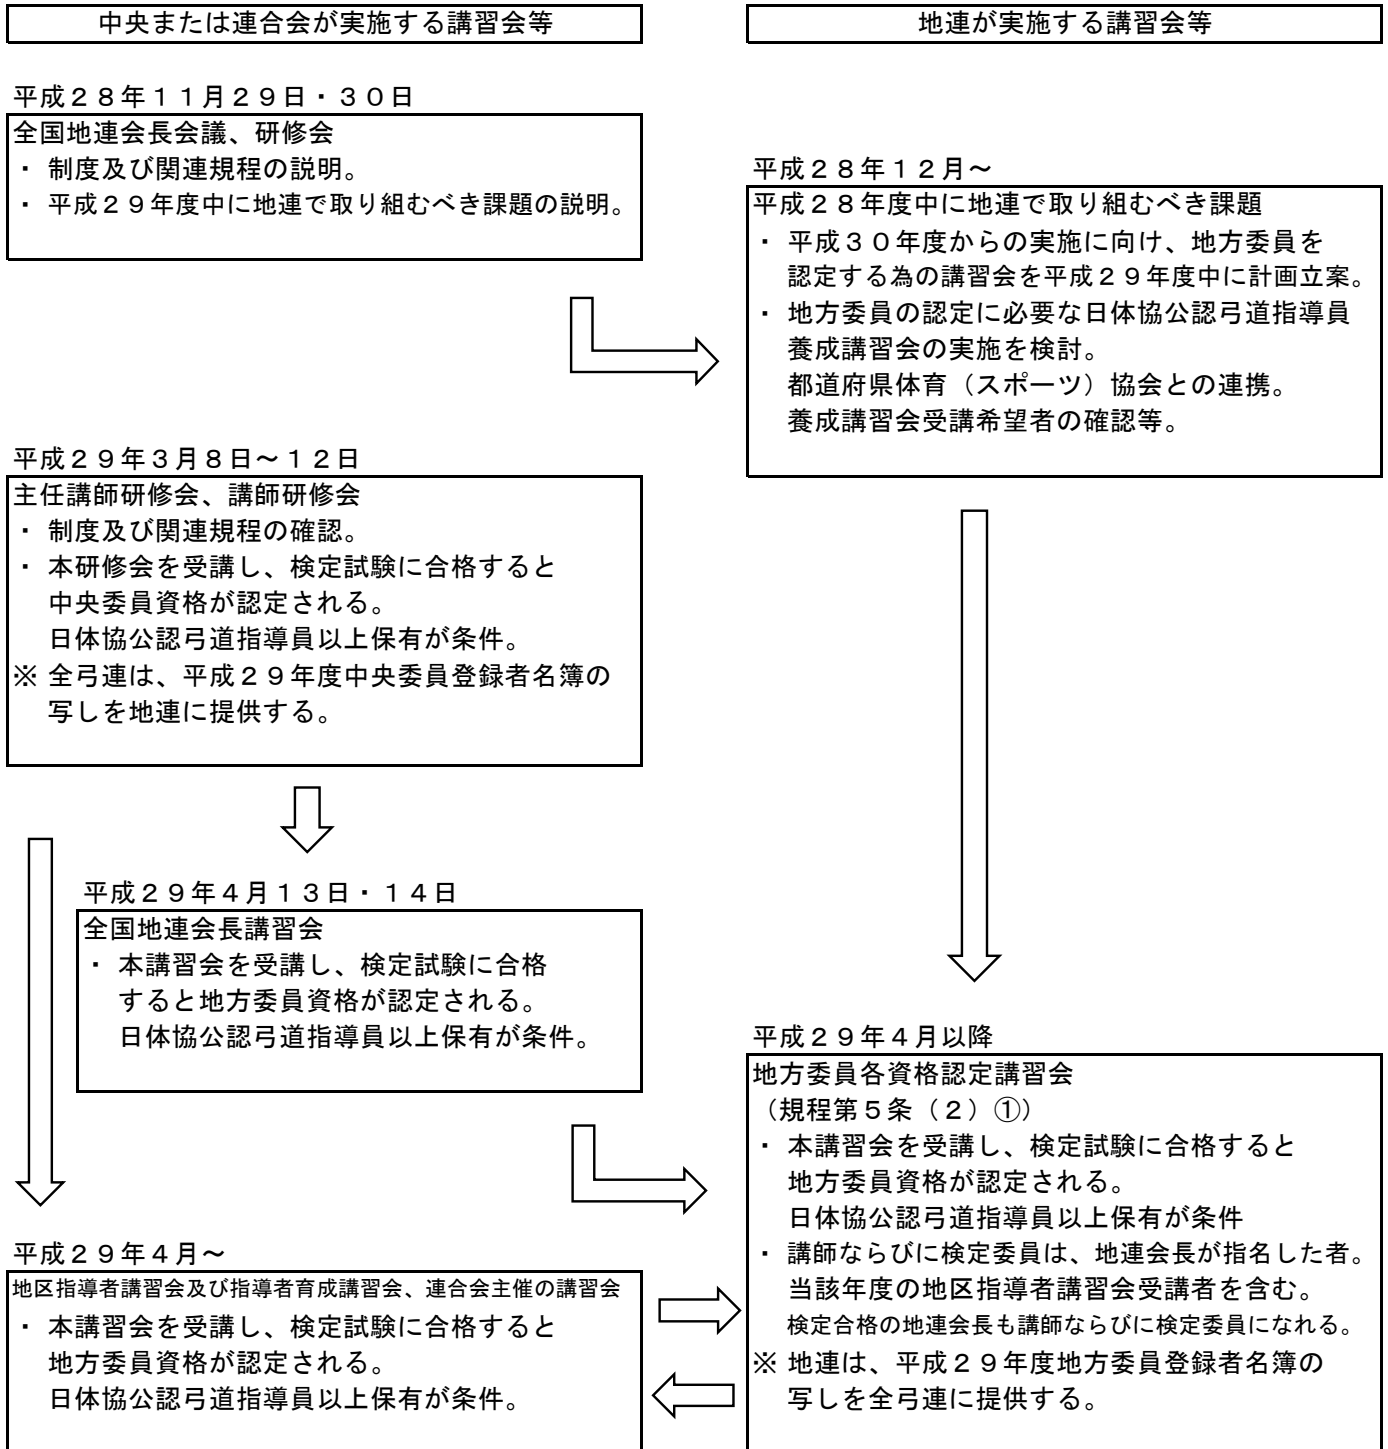 中央または連合会が実施する講習会等
地連が実施する講習会等
平成２８年１１月２９日・３０日
全国地連会長会議、研修会
・ 制度及び関連規程の説明。
・ 平成２９年度中に地連で取り組むべき課題の説明。
平成２８年１２月～
平成２８年度中に地連で取り組むべき課題
・ 平成３０年度からの実施に向け、地方委員を
認定する為の講習会を平成２９年度中に計画立案。
・ 地方委員の認定に必要な日体協公認弓道指導員
養成講習会の実施を検討。
都道府県体育（スポーツ）協会との連携。
養成講習会受講希望者の確認等。
平成２９年３月８日～１２日
主任講師研修会、講師研修会
・ 制度及び関連規程の確認。
・ 本研修会を受講し、検定試験に合格すると
中央委員資格が認定される。
日体協公認弓道指導員以上保有が条件。
※ 全弓連は、平成２９年度中央委員登録者名簿の
写しを地連に提供する。
平成２９年４月１３日・１４日
全国地連会長講習会
・ 本講習会を受講し、検定試験に合格
すると地方委員資格が認定される。
日体協公認弓道指導員以上保有が条件。
平成２９年４月以降
地方委員各資格認定講習会
（規程第５条（２）①）
・ 本講習会を受講し、検定試験に合格すると
地方委員資格が認定される。
日体協公認弓道指導員以上保有が条件
・ 講師ならびに検定委員は、地連会長が指名した者。
当該年度の地区指導者講習会受講者を含む。
検定合格の地連会長も講師ならびに検定委員になれる。
※ 地連は、平成２９年度地方委員登録者名簿の
写しを全弓連に提供する。
平成２９年４月～
地区指導者講習会及び指導者育成講習会、連合会主催の講習会
・ 本講習会を受講し、検定試験に合格すると
地方委員資格が認定される。
日体協公認弓道指導員以上保有が条件。